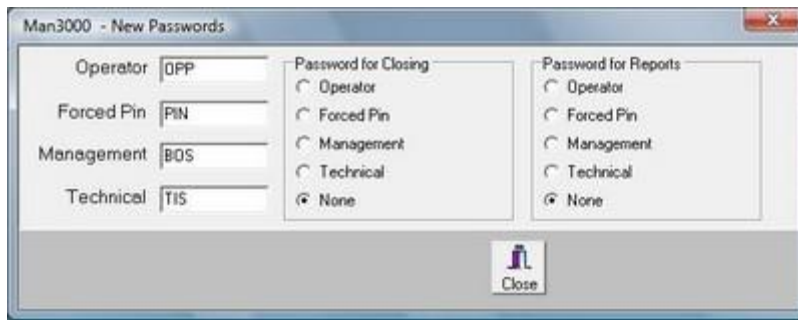 Man3000 - New Passwords
Operator OPP
Forced Pin PIN
Management BOS
Technical TIS
Password for Closing
Operator
Forced Pin
Management
Technical
None
Password for Reports
Operator
Forced Pin
Management
Technical
None
Close